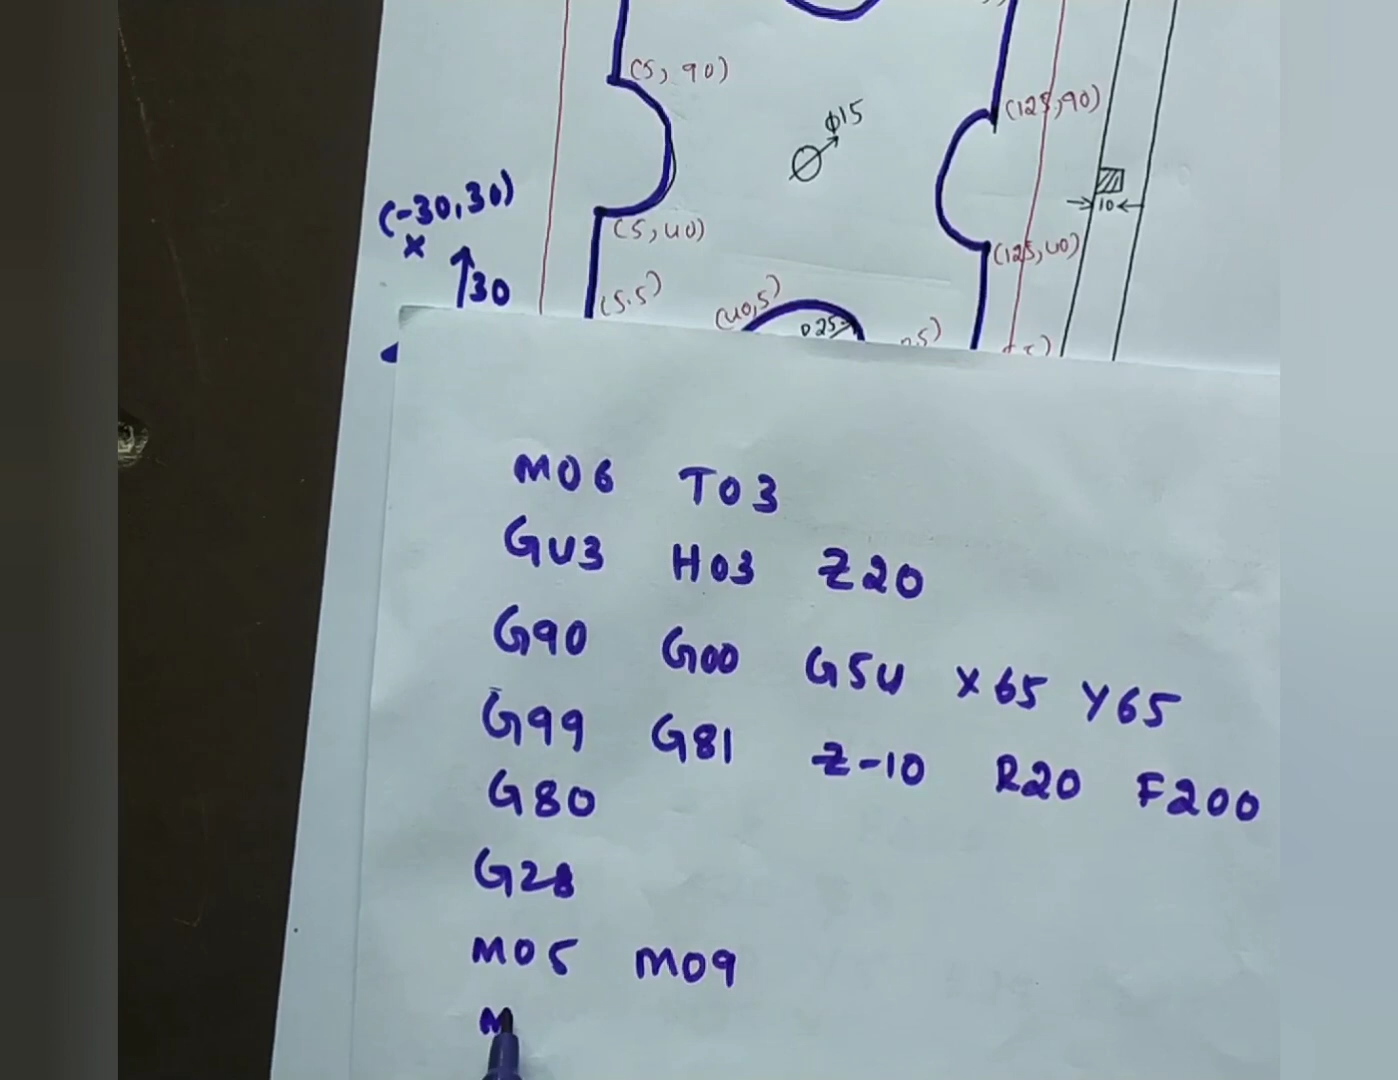 (5, 90)
(125,90)
φ15
(-30,30)
×
10
(5,40)
(125,40)
30
(5.5)
(40,5)
025
M06 T03
G43 H03 Z20
G90 G00 G54 X65 Y65
G99 G81 Z-10 R20 F200
G80
G28
M05 M09
M